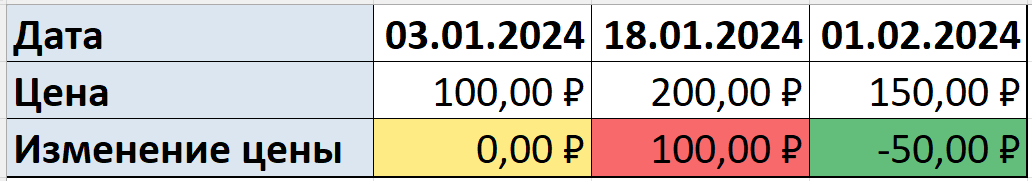 Дата 03.01.2024 18.01.2024 01.02.2024
Цена 100,00 ₽ 200,00 ₽ 150,00 ₽
Изменение цены 0,00 ₽ 100,00 ₽ -50,00 ₽